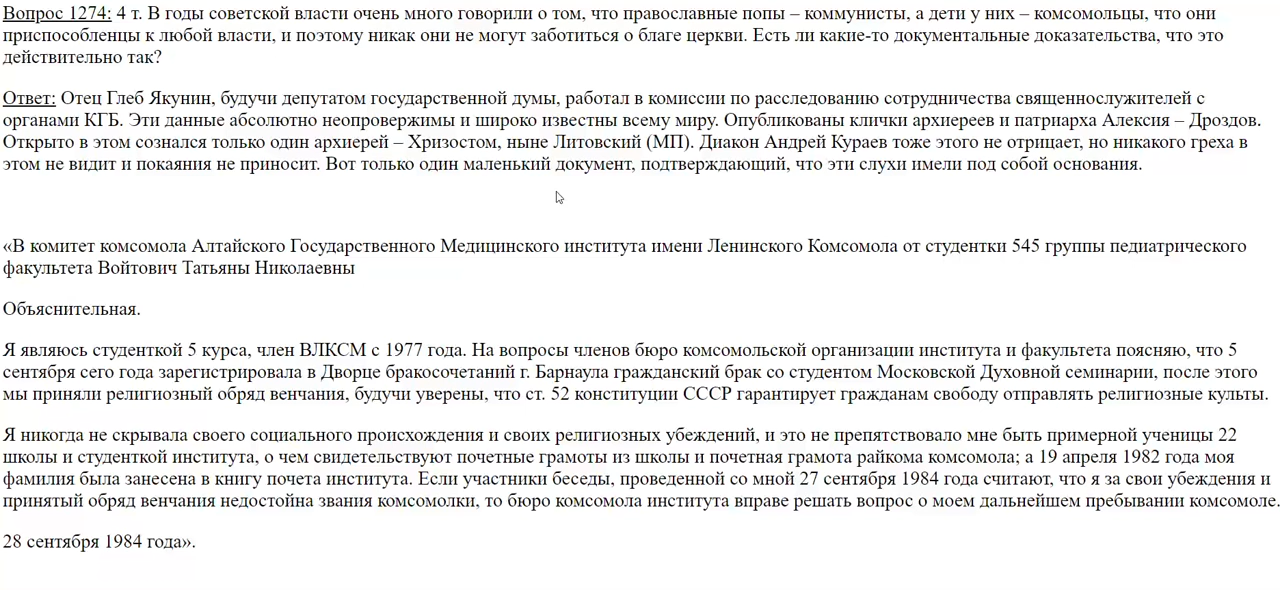 Вопрос 1274: 4 т. В годы советской власти очень много говорили о том, что православные попы – коммунисты, а дети у них – комсомольцы, что они
приспособленцы к любой власти, и поэтому никак они не могут заботиться о благе церкви. Есть ли какие-то документальные доказательства, что это
действительно так?
Ответ: Отец Глеб Якунин, будучи депутатом государственной думы, работал в комиссии по расследованию сотрудничества священнослужителей с
органами КГБ. Эти данные абсолютно неопровержимы и широко известны всему миру. Опубликованы клички архиереев и патриарха Алексия – Дроздов.
Открыто в этом сознался только один архиерей – Хризостом, ныне Литовский (МП). Диакон Андрей Кураев тоже этого не отрицает, но никакого греха в
этом не видит и покаяния не приносит. Вот только один маленький документ, подтверждающий, что эти слухи имели под собой основания.
«В комитет комсомола Алтайского Государственного Медицинского института имени Ленинского Комсомола от студентки 545 группы педиатрического
факультета Войтович Татьяны Николаевны
Объяснительная.
Я являюсь студенткой 5 курса, член ВЛКСМ с 1977 года. На вопросы членов бюро комсомольской организации института и факультета поясняю, что 5
сентября сего года зарегистрировала в Дворце бракосочетаний г. Барнаула гражданский брак со студентом Московской Духовной семинарии, после этого
мы приняли религиозный обряд венчания, будучи уверены, что ст. 52 конституции СССР гарантирует гражданам свободу отправлять религиозные культы.
Я никогда не скрывала своего социального происхождения и своих религиозных убеждений, и это не препятствовало мне быть примерной ученицы 22
школы и студенткой института, о чем свидетельствуют почетные грамоты из школы и почетная грамота райкома комсомола; а 19 апреля 1982 года моя
фамилия была занесена в книгу почета института. Если участники беседы, проведенной со мной 27 сентября 1984 года считают, что я за свои убеждения и
принятый обряд венчания недостойна звания комсомолки, то бюро комсомола института вправе решать вопрос о моем дальнейшем пребывании комсомоле.
28 сентября 1984 года».